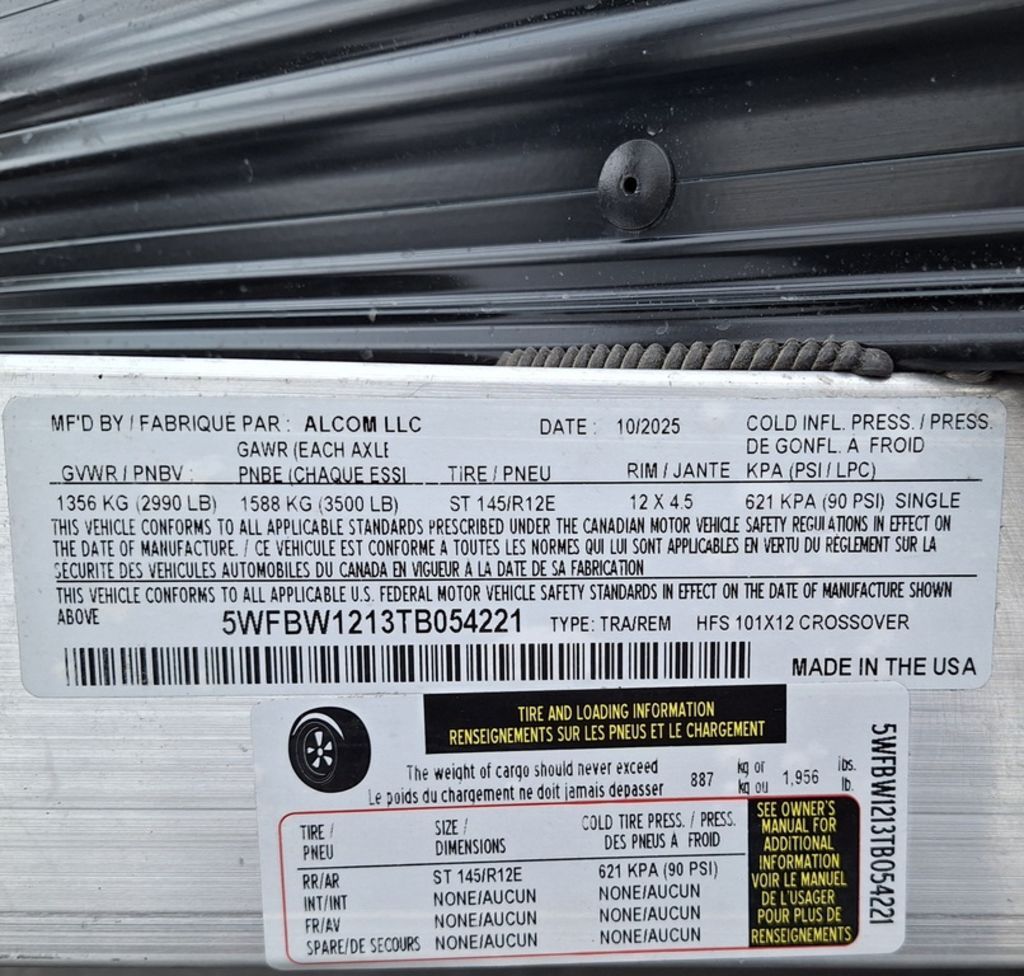 MF'D BY / FABRIQUÉ PAR : ALCOM LLC DATE : 10/2025 COLD INFL. PRESS. / PRESS.
GAWR (EACH AXLE DE GONFL. A FROID
GVWR / PNBV : PNBE (CHAQUE ESSI TIRE / PNEU RIM / JANTE KPA (PSI / LPC)
1356 KG (2990 LB) 1588 KG (3500 LB) ST 145/R12E 12 X 4.5 621 KPA (90 PSI) SINGLE
THIS VEHICLE CONFORMS TO ALL APPLICABLE STANDARDS PRESCRIBED UNDER THE CANADIAN MOTOR VEHICLE SAFETY REGULATIONS IN EFFECT ON
THE DATE OF MANUFACTURE. / CE VÉHICULE EST CONFORME À TOUTES LES NORMES QUI LUI SONT APPLICABLES EN VERTU DU RÈGLEMENT SUR LA
SÉCURITÉ DES VEHICULES AUTOMOBILES DU CANADA EN VIGUEUR À LA DATE DE SA FABRICATION
THIS VEHICLE CONFORMS TO ALL APPLICABLE U.S. FEDERAL MOTOR VEHICLE SAFETY STANDARDS IN EFFECT ON THE DATE OF MANUFACTURE SHOWN
ABOVE 5WFBW1213TB054221 TYPE: TRA/REM HFS 101X12 CROSSOVER
MADE IN THE USA
TIRE AND LOADING INFORMATION
RENSEIGNEMENTS SUR LES PNEUS ET LE CHARGEMENT
The weight of cargo should never exceed 887 kg or 1,956 lbs.
Le poids du chargement ne doit jamais dépasser kg ou lb.
TIRE / SIZE / COLD TIRE PRESS. / PRESS.
PNEU DIMENSIONS DES PNEUS A FROID
RR/AR ST 145/R12E 621 KPA (90 PSI)
INT/INT NONE/AUCUN NONE/AUCUN
FR/AV NONE/AUCUN NONE/AUCUN
SPARE/DE SECOURS NONE/AUCUN NONE/AUCUN
SEE OWNER'S
MANUAL FOR
ADDITIONAL
INFORMATION
VOIR LE MANUEL
DE L'USAGER
POUR PLUS DE
RENSEIGNEMENTS
5WFBW1213TB054221